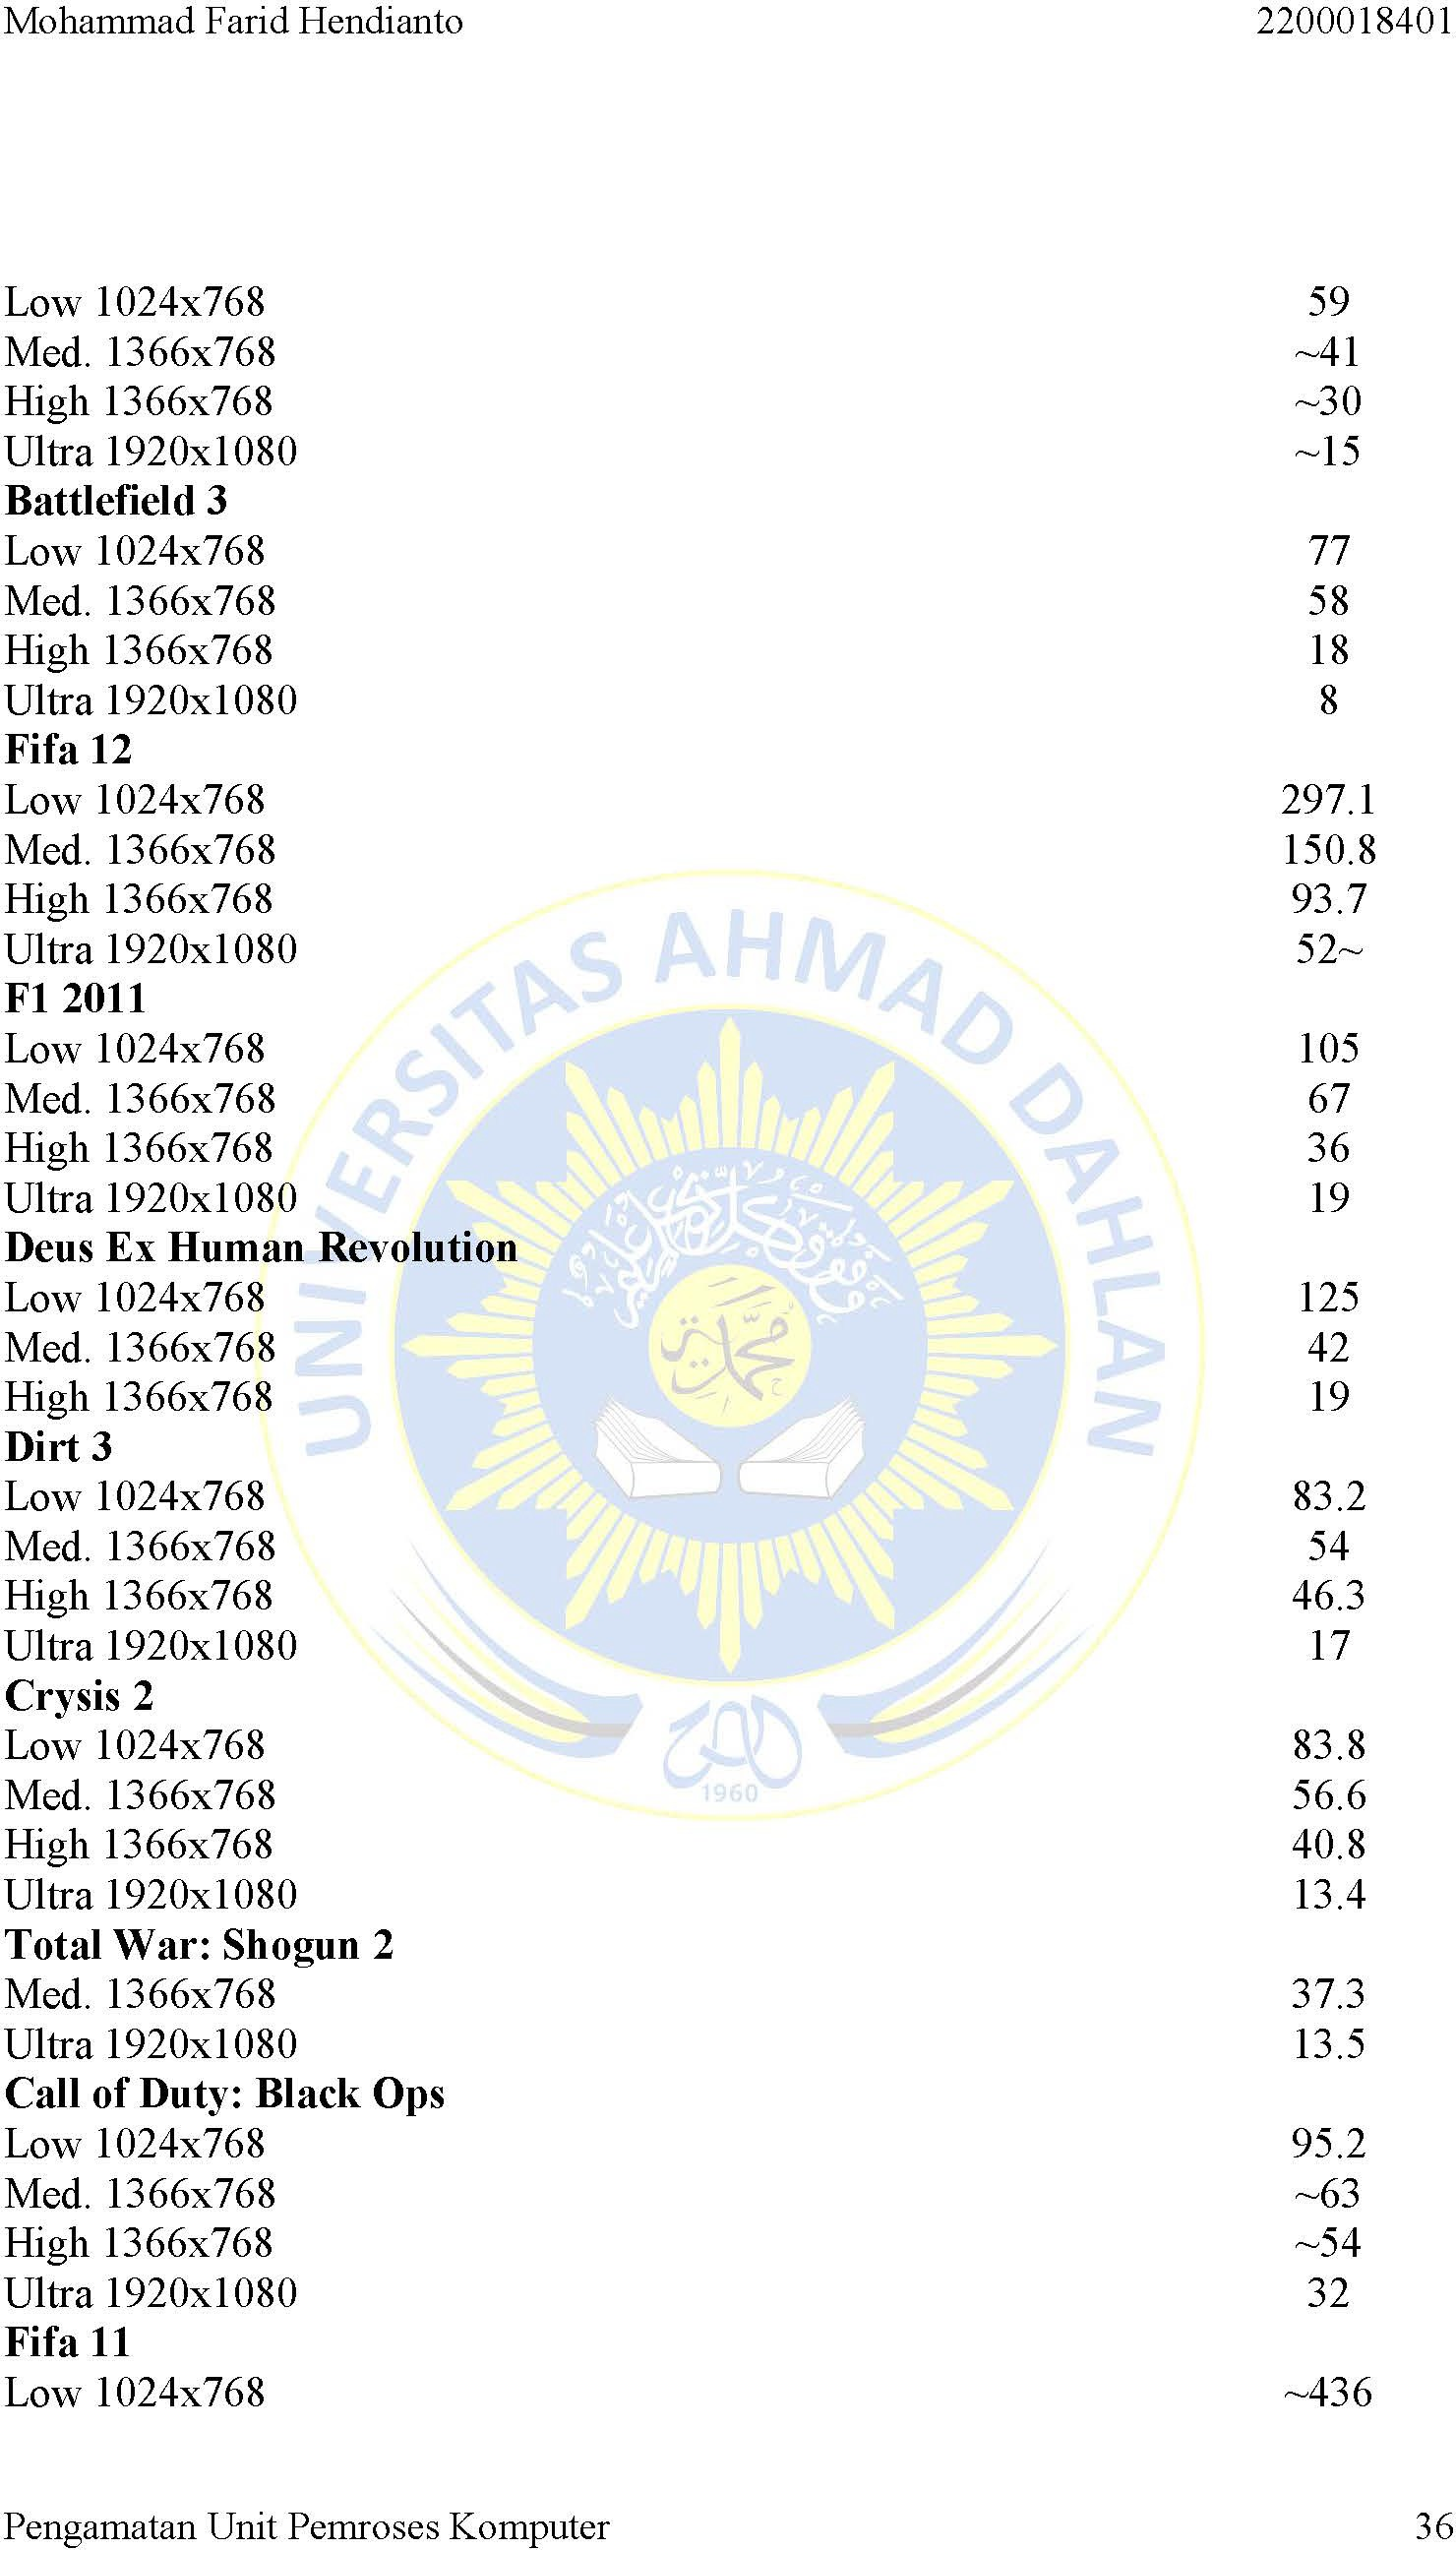 Mohammad Farid Hendianto 2200018401
Low 1024x768 59
Med. 1366x768 ~41
High 1366x768 ~30
Ultra 1920x1080 ~15
Battlefield 3
Low 1024x768 77
Med. 1366x768 58
High 1366x768 18
Ultra 1920x1080 8
Fifa 12
Low 1024x768 297.1
Med. 1366x768 150.8
High 1366x768 93.7
Ultra 1920x1080 52~
F1 2011
Low 1024x768 105
Med. 1366x768 67
High 1366x768 36
Ultra 1920x1080 19
Deus Ex Human Revolution
Low 1024x768 125
Med. 1366x768 42
High 1366x768 19
Dirt 3
Low 1024x768 83.2
Med. 1366x768 54
High 1366x768 46.3
Ultra 1920x1080 17
Crysis 2
Low 1024x768 83.8
Med. 1366x768 56.6
High 1366x768 40.8
Ultra 1920x1080 13.4
Total War: Shogun 2
Med. 1366x768 37.3
Ultra 1920x1080 13.5
Call of Duty: Black Ops
Low 1024x768 95.2
Med. 1366x768 ~63
High 1366x768 ~54
Ultra 1920x1080 32
Fifa 11
Low 1024x768 ~436
UNIVERSITAS AHMAD DAHLAN
محمدية
1960
Pengamatan Unit Pemroses Komputer 36